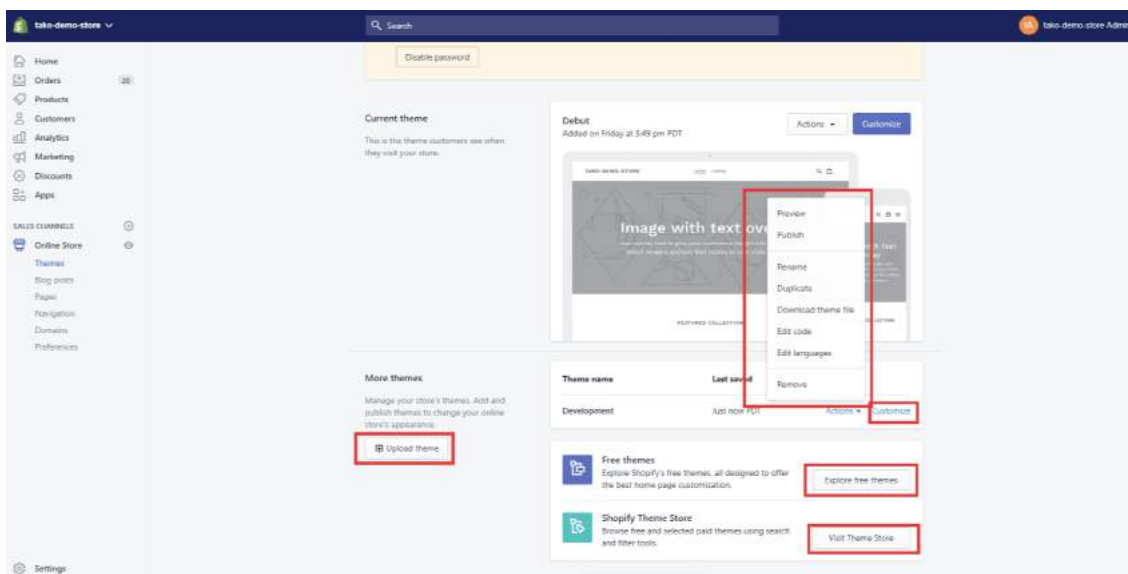 tako-demo-store
Search
tako-demo-store Admin
Home
Orders 20
Products
Customers
Analytics
Marketing
Discounts
Apps
SALES CHANNELS
Online Store
Themes
Blog posts
Pages
Navigation
Domains
Preferences
Settings
Disable password
Current theme
This is the theme customers see when
they visit your store.
Debut
Added on Friday at 3:49 pm PDT
Actions
Customize
TAKO-DEMO-STORE
Image with text ove
FEATURED COLLECTION
Preview
Publish
Rename
Duplicate
Download theme file
Edit code
Edit languages
Remove
More themes
Manage your store's themes. Add and
publish themes to change your online
store's appearance.
Upload theme
Theme name Last saved
Development Just now PDT Actions Customize
Free themes
Explore Shopify's free themes, all designed to offer
the best home page customization.
Explore free themes
Shopify Theme Store
Browse free and selected paid themes using search
and filter tools.
Visit Theme Store